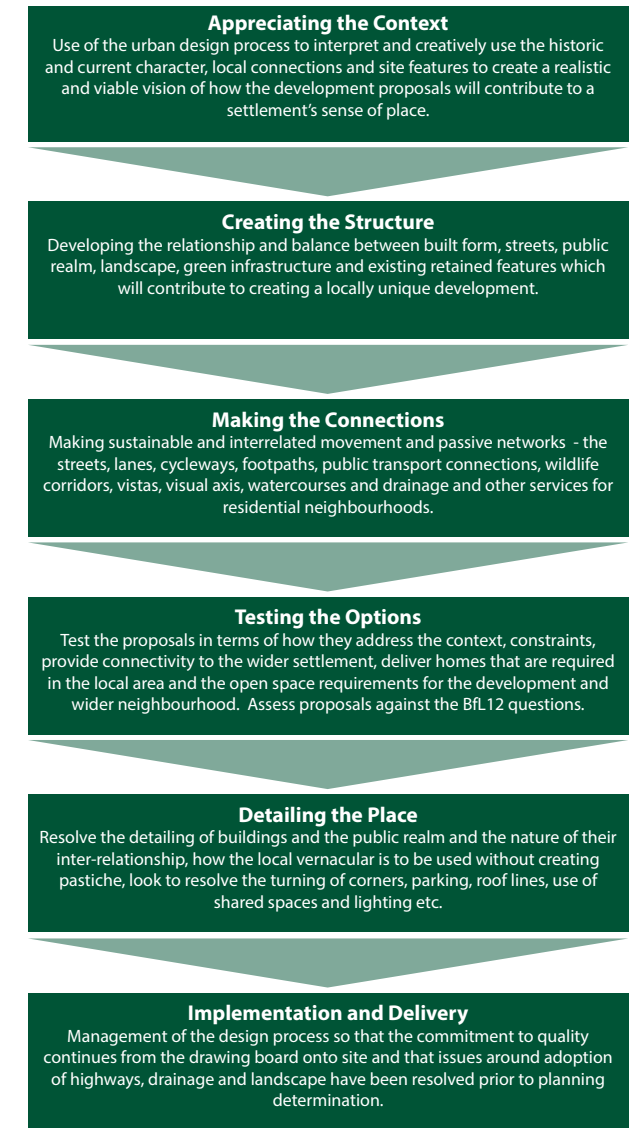 Appreciating the Context
Use of the urban design process to interpret and creatively use the historic
and current character, local connections and site features to create a realistic
and viable vision of how the development proposals will contribute to a
settlement's sense of place.
Creating the Structure
Developing the relationship and balance between built form, streets, public
realm, landscape, green infrastructure and existing retained features which
will contribute to creating a locally unique development.
Making the Connections
Making sustainable and interrelated movement and passive networks - the
streets, lanes, cycleways, footpaths, public transport connections, wildlife
corridors, vistas, visual axis, watercourses and drainage and other services for
residential neighbourhoods.
Testing the Options
Test the proposals in terms of how they address the context, constraints,
provide connectivity to the wider settlement, deliver homes that are required
in the local area and the open space requirements for the development and
wider neighbourhood. Assess proposals against the BfL12 questions.
Detailing the Place
Resolve the detailing of buildings and the public realm and the nature of their
inter-relationship, how the local vernacular is to be used without creating
pastiche, look to resolve the turning of corners, parking, roof lines, use of
shared spaces and lighting etc.
Implementation and Delivery
Management of the design process so that the commitment to quality
continues from the drawing board onto site and that issues around adoption
of highways, drainage and landscape have been resolved prior to planning
determination.